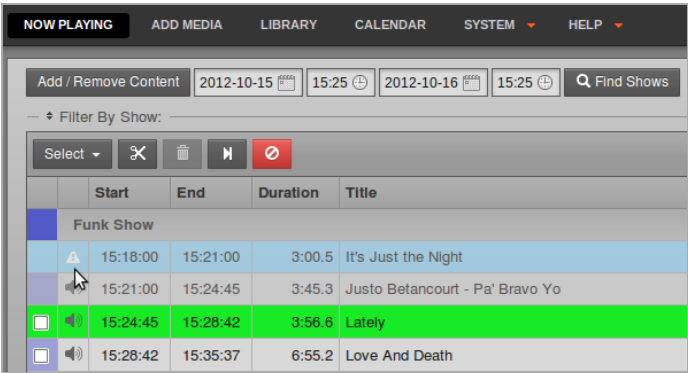 NOW PLAYING ADD MEDIA LIBRARY CALENDAR SYSTEM HELP
Add / Remove Content 2012-10-15 15:25 2012-10-16 15:25 Find Shows
Filter By Show:
Select
Start End Duration Title
Funk Show
15:18:00 15:21:00 3:00.5 It's Just the Night
15:21:00 15:24:45 3:45.3 Justo Betancourt - Pa' Bravo Yo
15:24:45 15:28:42 3:56.6 Lately
15:28:42 15:35:37 6:55.2 Love And Death